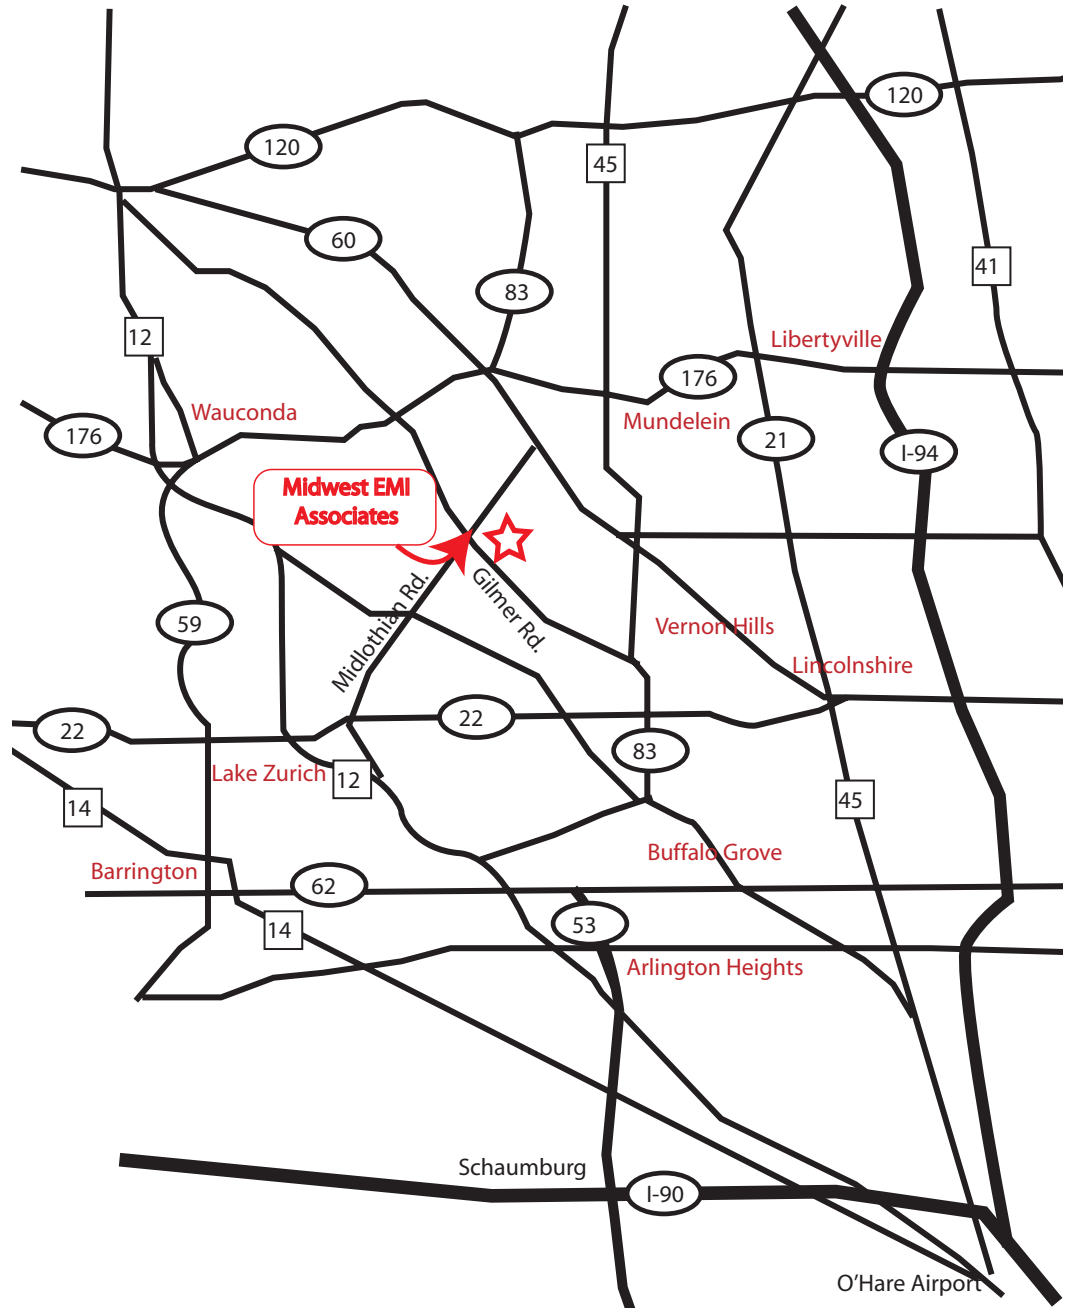 120
120
45
60
41
83
12
Libertyville
176
Wauconda
Mundelein
176
21
I-94
Midwest EMI
Associates
Midlothian Rd.
Gilmer Rd.
59
Vernon Hills
Lincolnshire
22
22
83
Lake Zurich
12
14
45
Buffalo Grove
Barrington
62
14
53
Arlington Heights
Schaumburg
I-90
O'Hare Airport